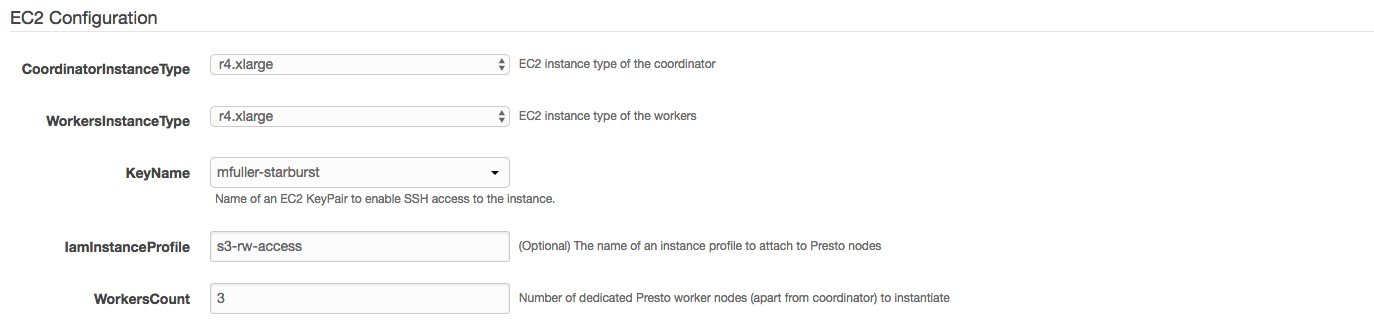 EC2 Configuration
CoordinatorInstanceType r4.xlarge EC2 instance type of the coordinator
WorkersInstanceType r4.xlarge EC2 instance type of the workers
KeyName mfuller-starburst
Name of an EC2 KeyPair to enable SSH access to the instance.
IamInstanceProfile s3-rw-access (Optional) The name of an instance profile to attach to Presto nodes
WorkersCount 3 Number of dedicated Presto worker nodes (apart from coordinator) to instantiate